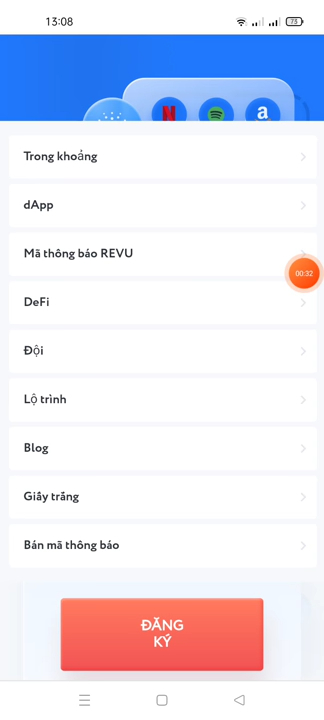 13:08
73
N
a
Trong khoảng
dApp
Mã thông báo REVU
00:32
DeFi
Đội
Lộ trình
Blog
Giấy trắng
Bán mã thông báo
ĐĂNG
KÝ